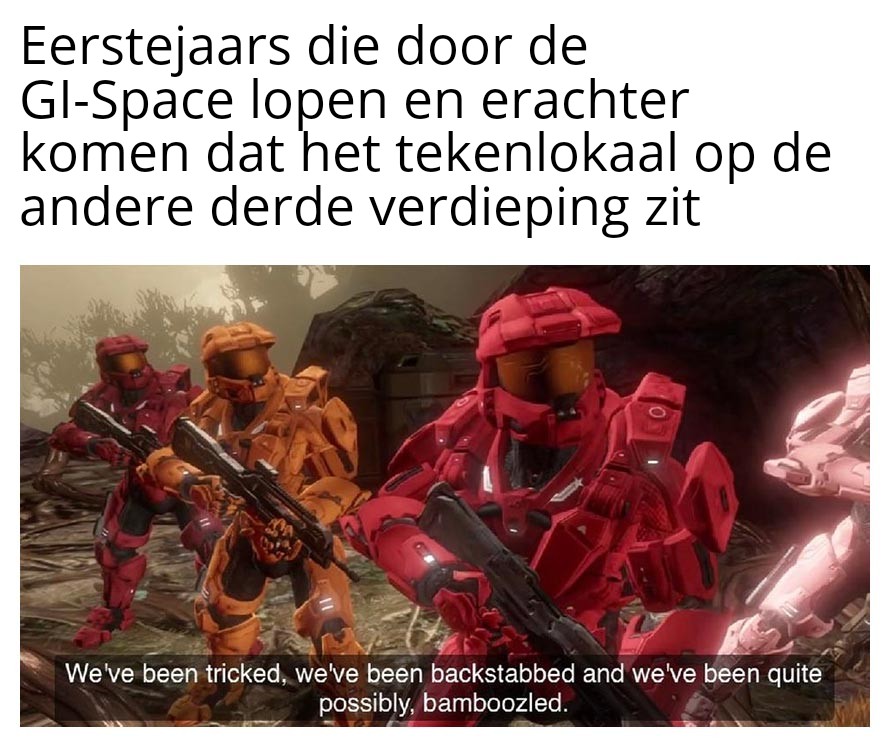 Eerstejaars die door de
GI-Space lopen en erachter
komen dat het tekenlokaal op de
andere derde verdieping zit
We've been tricked, we've been backstabbed and we've been quite
possibly, bamboozled.